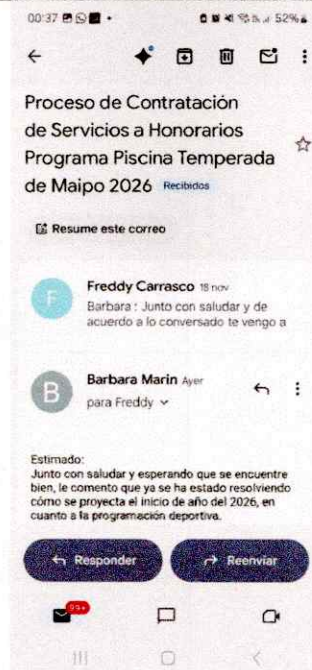 00:37
52%
Proceso de Contratación
de Servicios a Honorarios
Programa Piscina Temperada
de Maipo 2026 Recibidos
Resume este correo
F
Freddy Carrasco 18 nov
Barbara : Junto con saludar y de
acuerdo a lo conversado te vengo a
B
Barbara Marin Ayer
para Freddy
Estimado:
Junto con saludar y esperando que se encuentre
bien, le comento que ya se ha estado resolviendo
cómo se proyecta el inicio de año del 2026, en
cuanto a la programación deportiva.
Responder
Reenviar
99+